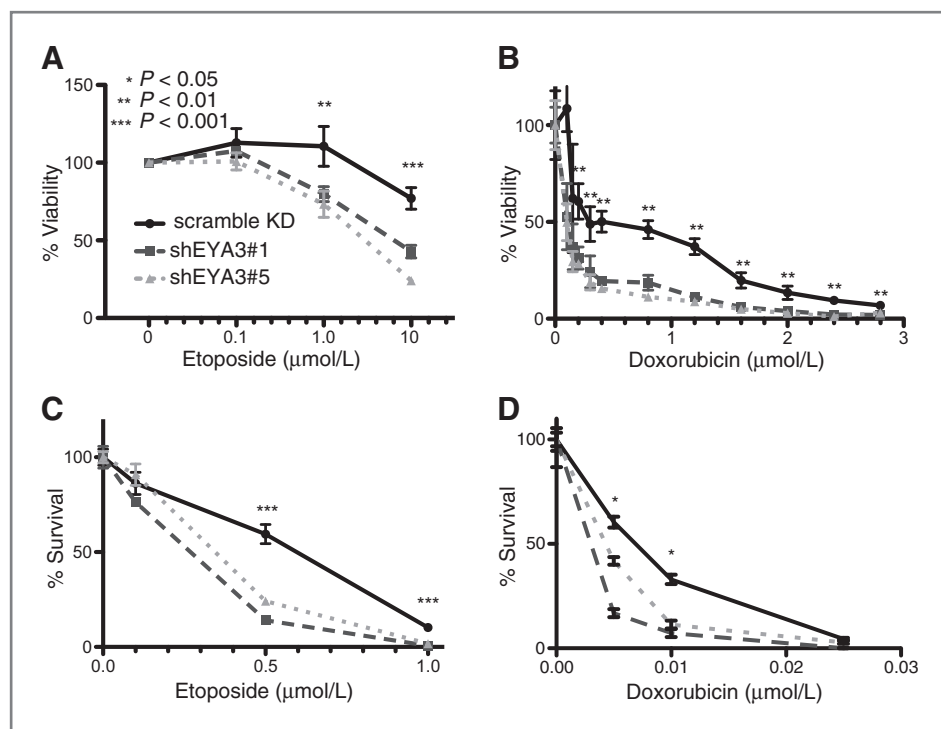 A
150
* P < 0.05
** P < 0.01
*** P < 0.001
100
50
0
% Viability
** ***
scramble KD
shEYA3#1
shEYA3#5
0 0.1 1.0 10
Etoposide (μmol/L)
B
100
50
0
% Viability
** ** ** ** ** ** ** ** **
0 1 2 3
Doxorubicin (μmol/L)
C
100
50
0
% Survival
*** ***
0.0 0.5 1.0
Etoposide (μmol/L)
D
100
50
0
% Survival
* *
0.00 0.01 0.02 0.03
Doxorubicin (μmol/L)